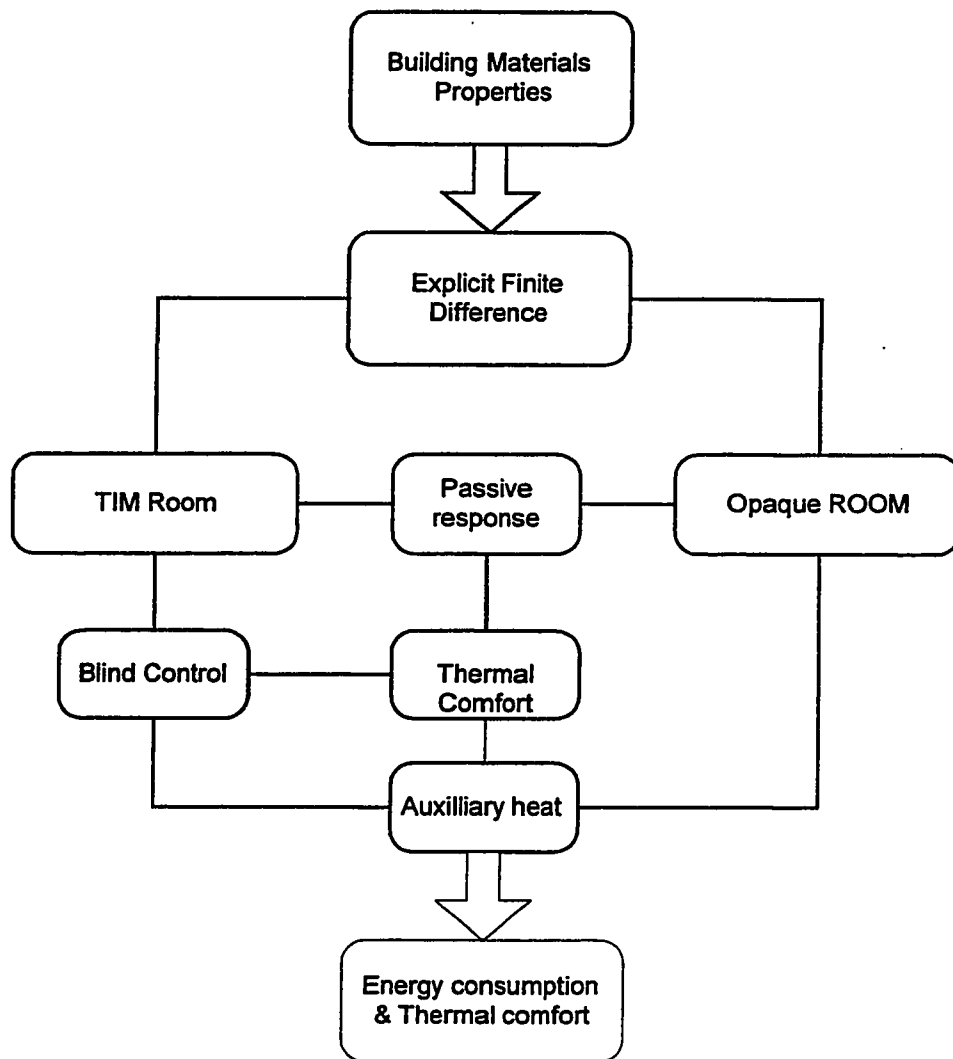 Building Materials
Properties
Explicit Finite
Difference
TIM Room
Passive
response
Opaque ROOM
Blind Control
Thermal
Comfort
Auxilliary heat
Energy consumption
& Thermal comfort